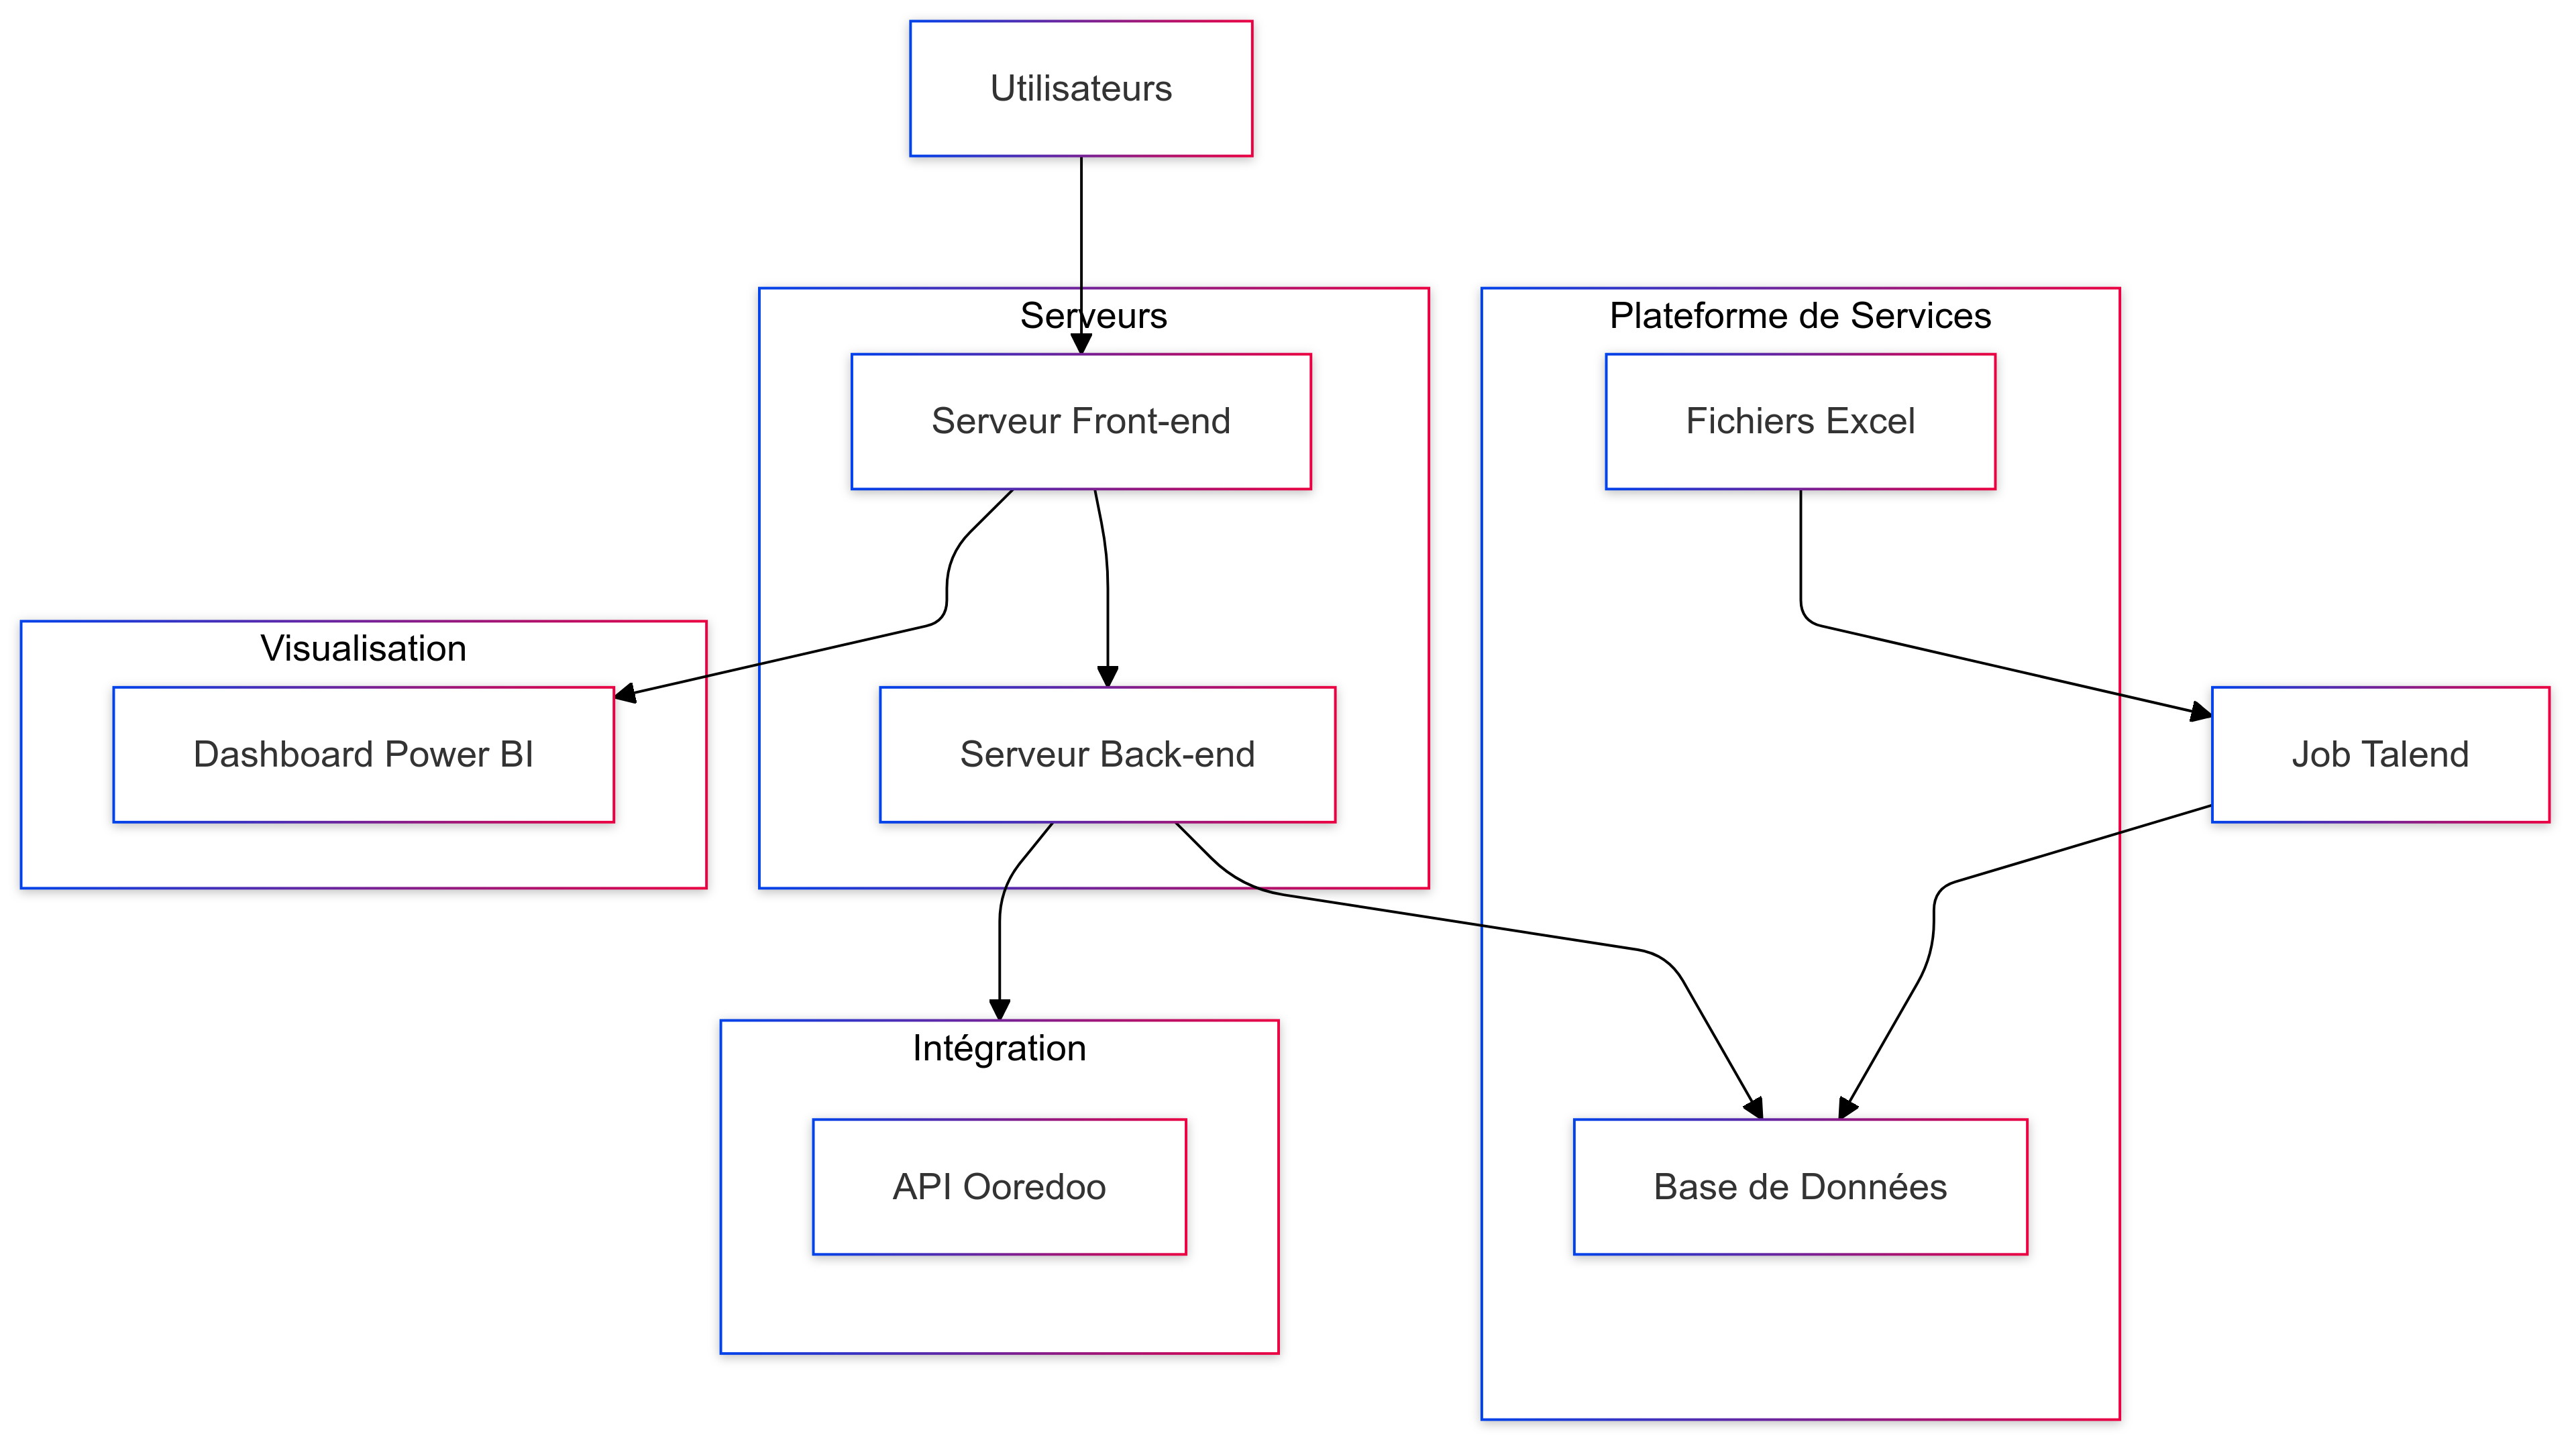 Utilisateurs
Serveurs
Plateforme de Services
Serveur Front-end
Fichiers Excel
Visualisation
Dashboard Power BI
Serveur Back-end
Job Talend
Intégration
API Ooredoo
Base de Données